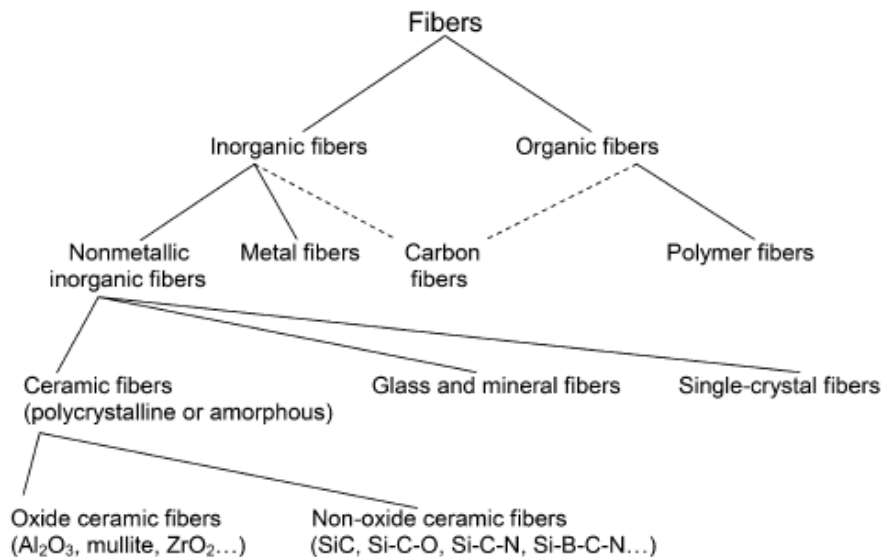 Fibers
Inorganic fibers
Organic fibers
Nonmetallic
inorganic fibers
Metal fibers
Carbon
fibers
Polymer fibers
Ceramic fibers
(polycrystalline or amorphous)
Glass and mineral fibers
Single-crystal fibers
Oxide ceramic fibers
(Al₂O₃, mullite, ZrO₂…)
Non-oxide ceramic fibers
(SiC, Si-C-O, Si-C-N, Si-B-C-N…)